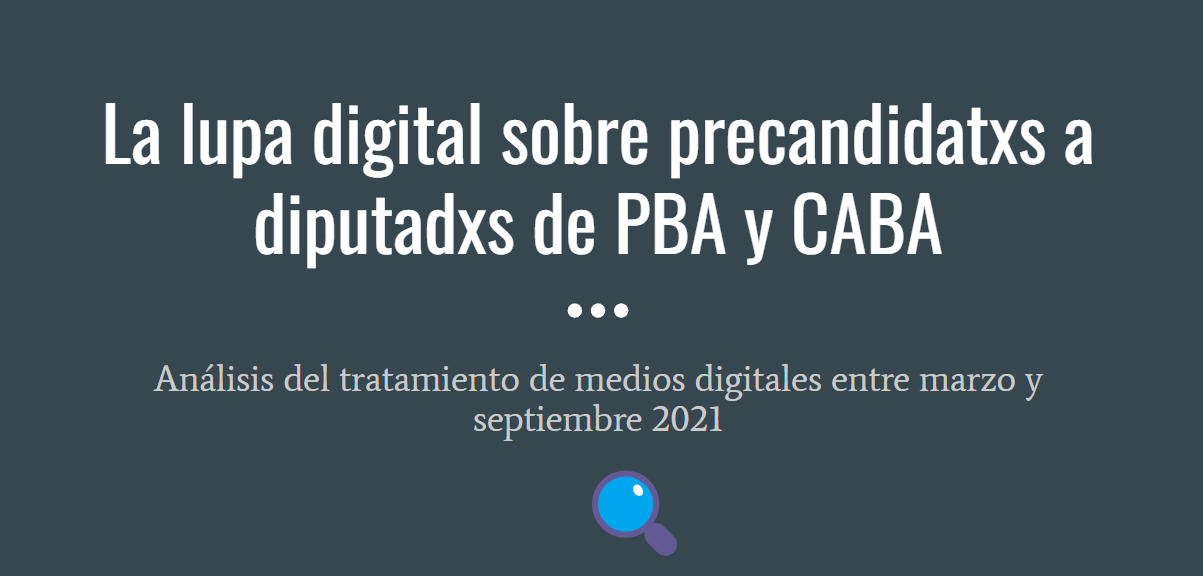 La lupa digital sobre precandidatxs a
diputadxs de PBA y CABA
Análisis del tratamiento de medios digitales entre marzo y
septiembre 2021